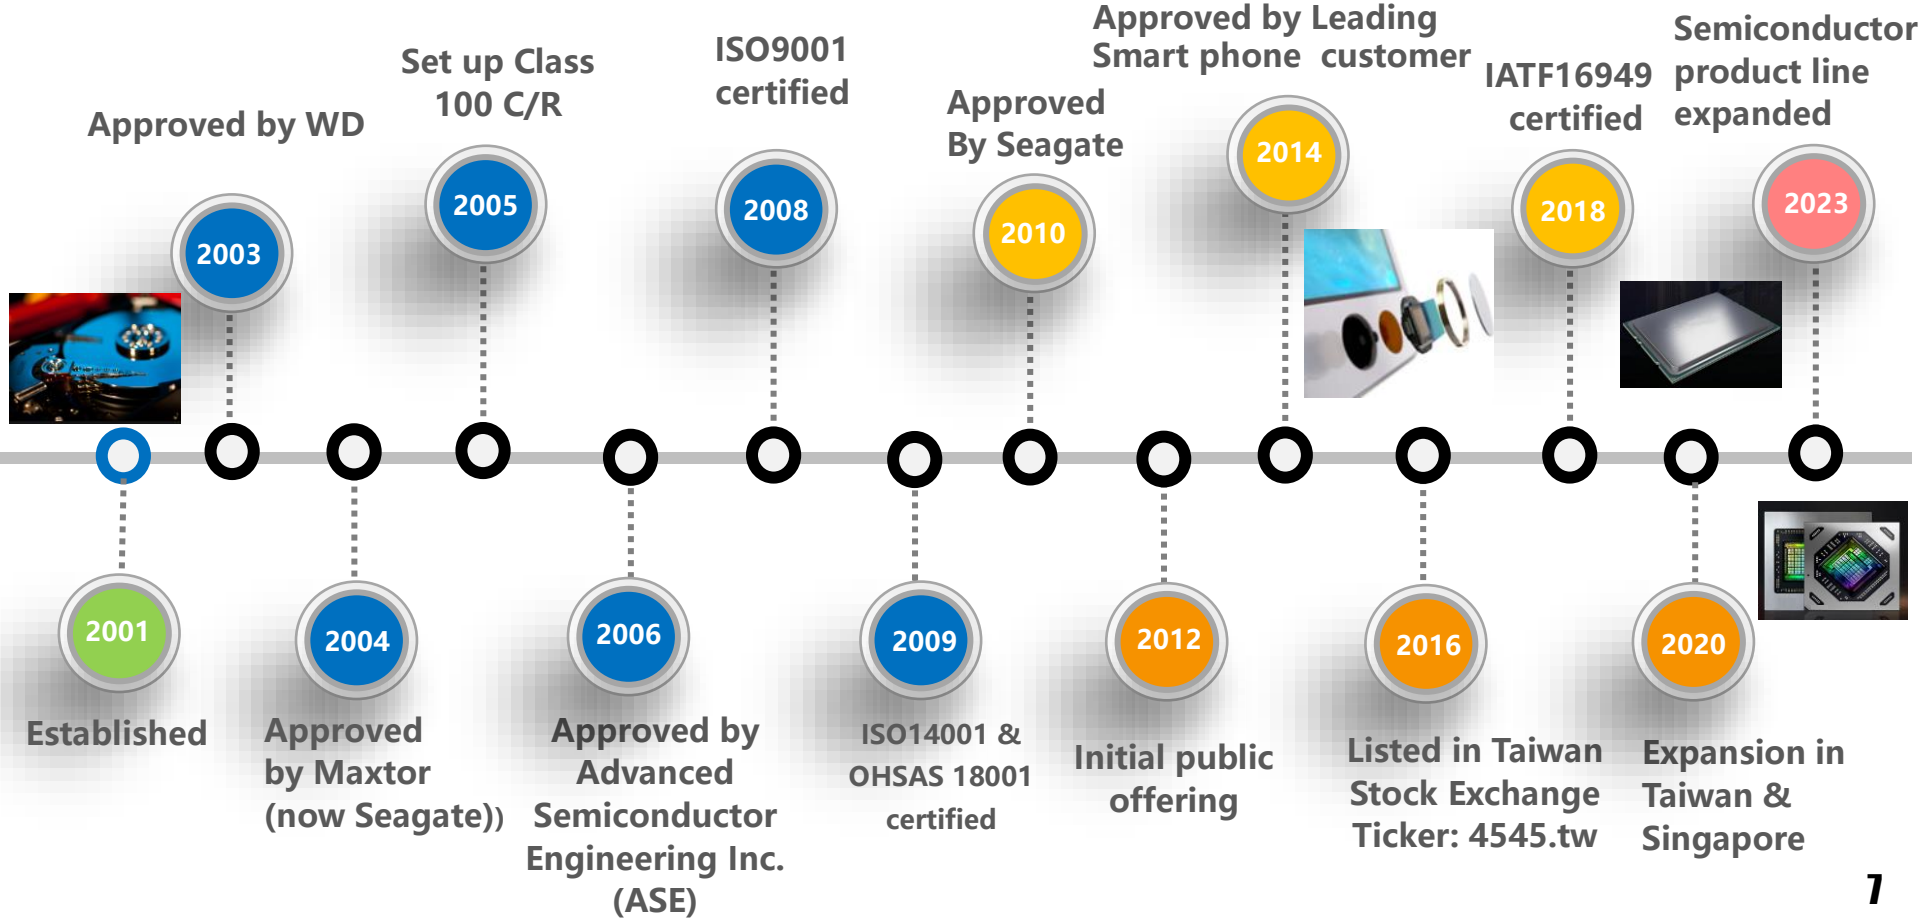 Approved by WD
2003
Set up Class
100 C/R
2005
ISO9001
certified
2008
Approved
By Seagate
2010
Approved by Leading
Smart phone customer
2014
IATF16949
certified
2018
Semiconductor
product line
expanded
2023
2001
Established
2004
Approved
by Maxtor
(now Seagate))
2006
Approved by
Advanced
Semiconductor
Engineering Inc.
(ASE)
2009
ISO14001 &
OHSAS 18001
certified
2012
Initial public
offering
2016
Listed in Taiwan
Stock Exchange
Ticker: 4545.tw
2020
Expansion in
Taiwan &
Singapore
7